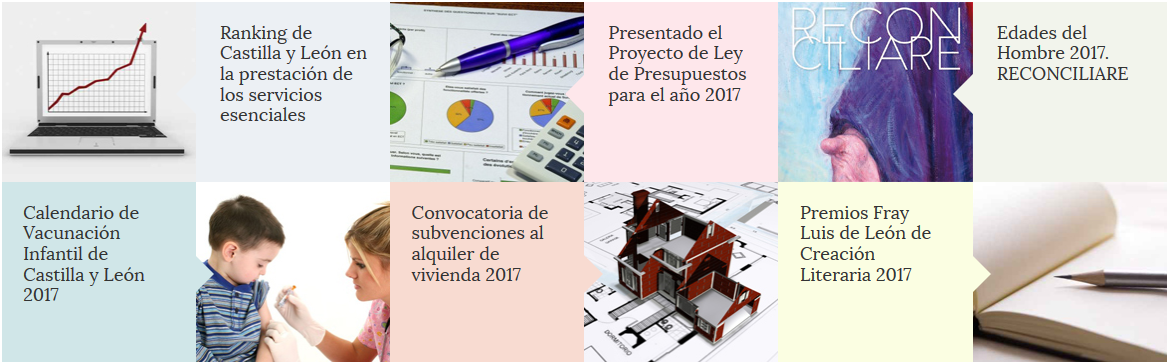 Ranking de
Castilla y León en
la prestación de
los servicios
esenciales
Presentado el
Proyecto de Ley
de Presupuestos
para el año 2017
RECON
CILIARE
Edades del
Hombre 2017.
RECONCILIARE
Calendario de
Vacunación
Infantil de
Castilla y León
2017
Convocatoria de
subvenciones al
alquiler de
vivienda 2017
DORMITORIO
Premios Fray
Luis de León de
Creación
Literaria 2017